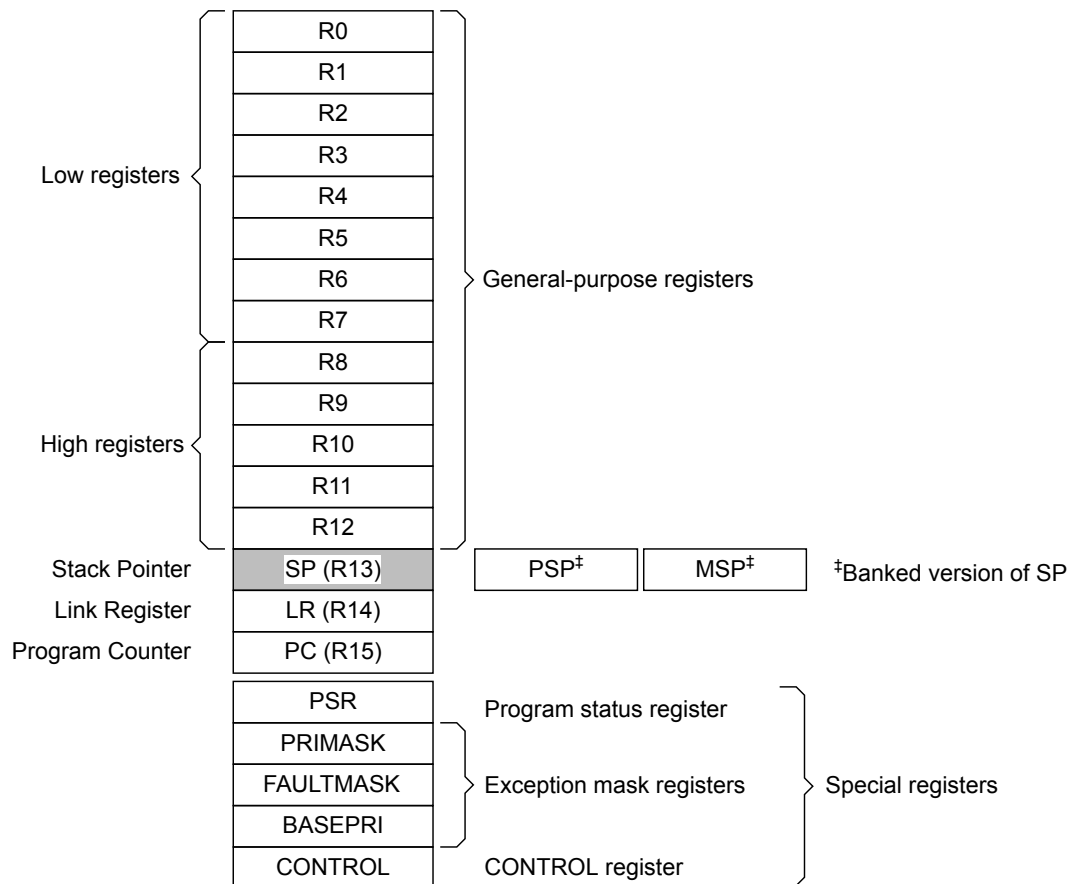 R0
R1
R2
R3
Low registers
R4
R5
R6
General-purpose registers
R7
R8
R9
High registers
R10
R11
R12
Stack Pointer SP (R13) PSP‡ MSP‡ ‡Banked version of SP
Link Register LR (R14)
Program Counter PC (R15)
PSR Program status register
PRIMASK
FAULTMASK Exception mask registers Special registers
BASEPRI
CONTROL CONTROL register